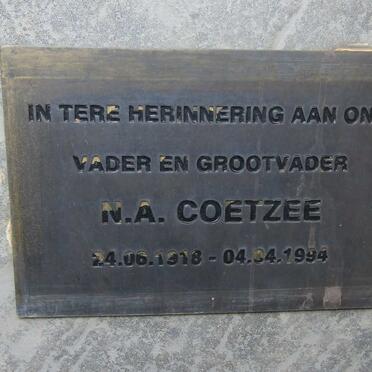 IN TERE HERINNERING AAN ON
VADER EN GROOTVADER
N.A. COETZEE
24.06.1918 - 04.04.1994